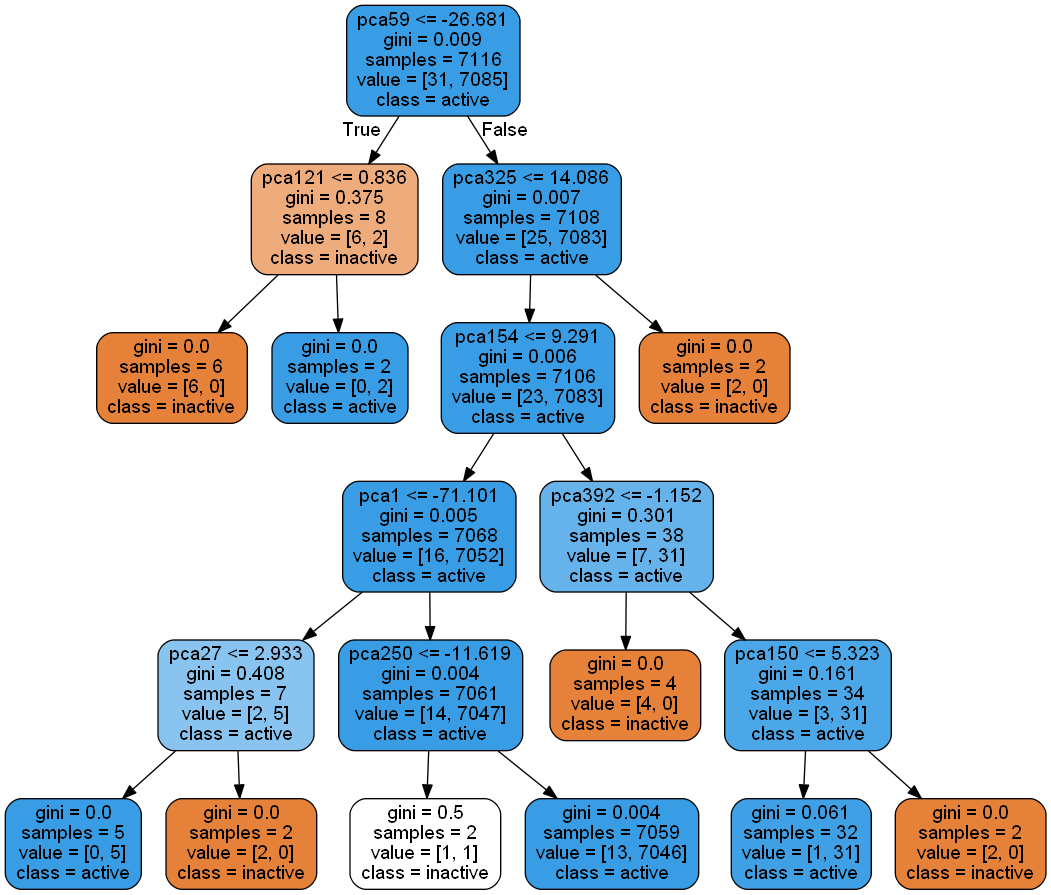 pca59 <= -26.681
gini = 0.009
samples = 7116
value = [31, 7085]
class = active
True
False
pca121 <= 0.836
gini = 0.375
samples = 8
value = [6, 2]
class = inactive
pca325 <= 14.086
gini = 0.007
samples = 7108
value = [25, 7083]
class = active
gini = 0.0
samples = 6
value = [6, 0]
class = inactive
gini = 0.0
samples = 2
value = [0, 2]
class = active
pca154 <= 9.291
gini = 0.006
samples = 7106
value = [23, 7083]
class = active
gini = 0.0
samples = 2
value = [2, 0]
class = inactive
pca1 <= -71.101
gini = 0.005
samples = 7068
value = [16, 7052]
class = active
pca392 <= -1.152
gini = 0.301
samples = 38
value = [7, 31]
class = active
pca27 <= 2.933
gini = 0.408
samples = 7
value = [2, 5]
class = active
pca250 <= -11.619
gini = 0.004
samples = 7061
value = [14, 7047]
class = active
gini = 0.0
samples = 4
value = [4, 0]
class = inactive
pca150 <= 5.323
gini = 0.161
samples = 34
value = [3, 31]
class = active
gini = 0.0
samples = 5
value = [0, 5]
class = active
gini = 0.0
samples = 2
value = [2, 0]
class = inactive
gini = 0.5
samples = 2
value = [1, 1]
class = inactive
gini = 0.004
samples = 7059
value = [13, 7046]
class = active
gini = 0.061
samples = 32
value = [1, 31]
class = active
gini = 0.0
samples = 2
value = [2, 0]
class = inactive